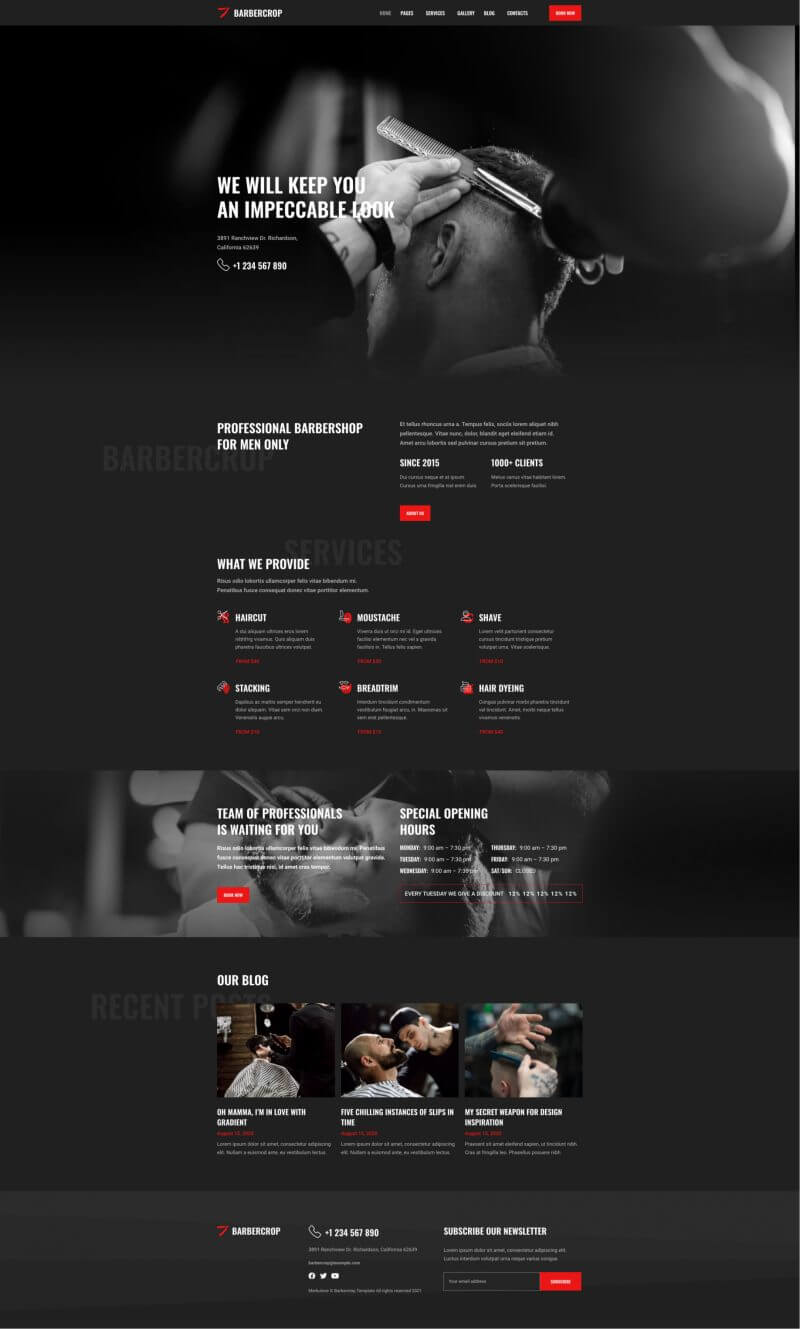 BARBERCROP
HOME PAGES SERVICES GALLERY BLOG CONTACTS
BOOK NOW
WE WILL KEEP YOU
AN IMPECCABLE LOOK
3891 Ranchview Dr. Richardson,
California 62639
+1 234 567 890
BARBERCROP
PROFESSIONAL BARBERSHOP
FOR MEN ONLY
Et tellus rhoncus urna a. Tempus felis, sociis lorem aliquet nibh
pellentesque. Vitae nunc, dolor, blandit eget eleifend etiam id.
Amet arcu lobortis sed pulvinar cursus pretium sit pretium.
SINCE 2015
Dui cursus neque et at ipsum
Cursus urna fringilla nisl enim duis
1000+ CLIENTS
Metus varius vitae habitant lorem.
Porta scelerisque facilisi.
ABOUT US
SERVICES
WHAT WE PROVIDE
Risus odio lobortis ullamcorper felis vitae bibendum mi.
Penatibus fusce consequat donec vitae porttitor elementum.
HAIRCUT
A dui aliquam ultrices eros lorem
vivamus. Quis aliquam duis
pharetra faucibus ultrices volutpat.
FROM
MOUSTACHE
Viverra duis ut orci mi id. Eget ultrices
facilisi elementum nec vel a gravida
facilisi in. Tellus felis sapien.
FROM
SHAVE
Lorem velit parturient consectetur
cursus tincidunt tristique pretium
volutpat urna. Vitae scelerisque.
FROM $10
STACKING
Dapibus ac mattis semper hendrerit eu
dolor aliquam. Vitae sem orci non diam.
Venenatis augue arcu.
FROM
BREADTRIM
Interdum tincidunt condimentum
vestibulum feugiat arcu, in. Maecenas sit
sem erat pellentesque.
FROM $15
HAIR DYEING
Congue pulvinar morbi pharetra tincidunt
vel tincidunt. Amet, morbi neque tellus
vivamus venenatis.
FROM $40
TEAM OF PROFESSIONALS
IS WAITING FOR YOU
Risus odio lobortis ullamcorper felis vitae bibendum mi. Penatibus
fusce consequat donec vitae porttitor elementum volutpat gravida.
Tellus hac tristique nisi, id amet cras tempor.
BOOK NOW
SPECIAL OPENING
HOURS
MONDAY: 9:00 am – 7:30 pm
THURSDAY: 9:00 am – 7:30 pm
TUESDAY: 9:00 am – 7:30 pm
FRIDAY: 9:00 am – 7:30 pm
WEDNESDAY: 9:00 am – 7:30 pm
SAT/SUN: CLOSED
EVERY TUESDAY WE GIVE A DISCOUNT 12% 12% 12% 12% 12%
RECENT POSTS
OUR BLOG
OH MAMMA, I'M IN LOVE WITH
GRADIENT
August 12, 2020
Lorem ipsum dolor sit amet, consectetur adipiscing
elit. Nullam a euismod ante, eu vestibulum lectus.
FIVE CHILLING INSTANCES OF SLIPS IN
TIME
August 12, 2020
Lorem ipsum dolor sit amet, consectetur adipiscing
elit. Nullam a euismod ante, eu vestibulum lectus.
MY SECRET WEAPON FOR DESIGN
INSPIRATION
August 12, 2020
Praesent sit amet eleifend sapien, ut tincidunt nibh.
Cras at fringilla leo. Phasellus posuere nibh
BARBERCROP
+1 234 567 890
3891 Ranchview Dr. Richardson, California 62639
barbercrop@example.com
Merkulove © Barbercrop Template All rights reserved 2021
SUBSCRIBE OUR NEWSLETTER
Lorem ipsum dolor sit amet, consectetur adipiscing elit.
Luctus interdum volutpat urna neque varius congue.
Your email address
SUBSCRIBE